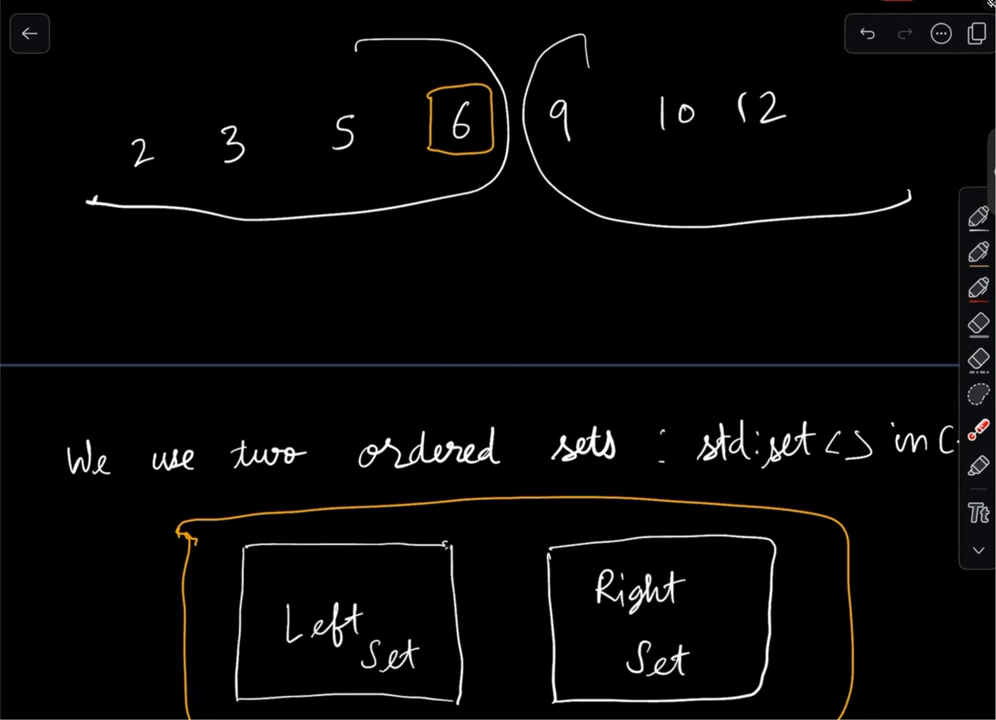 2 3 5 6 9 10 12
We use two ordered sets : std:set <> in C
Left Set
Right Set
Tt